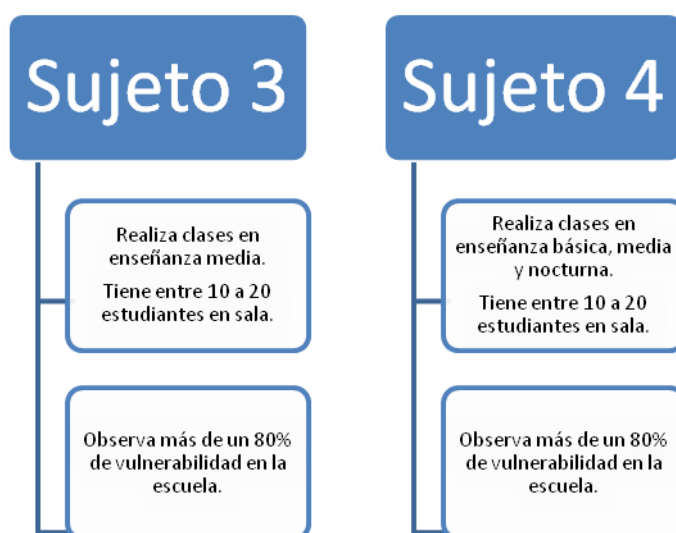 Sujeto 3
Realiza clases en
enseñanza media.
Tiene entre 10 a 20
estudiantes en sala.
Observa más de un 80%
de vulnerabilidad en la
escuela.
Sujeto 4
Realiza clases en
enseñanza básica, media
y nocturna.
Tiene entre 10 a 20
estudiantes en sala.
Observa más de un 80%
de vulnerabilidad en la
escuela.